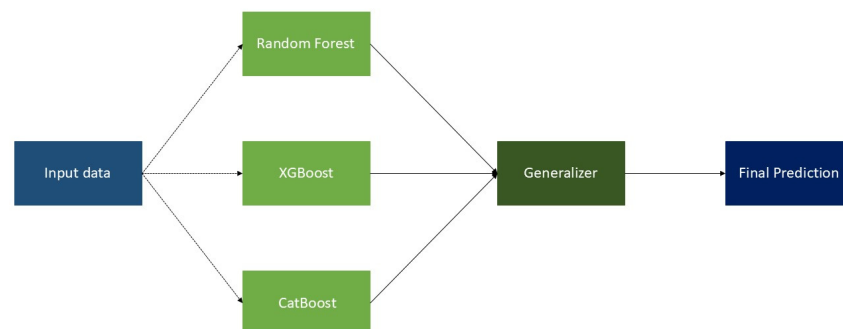 Random Forest
Input data
XGBoost
Generalizer
Final Prediction
CatBoost